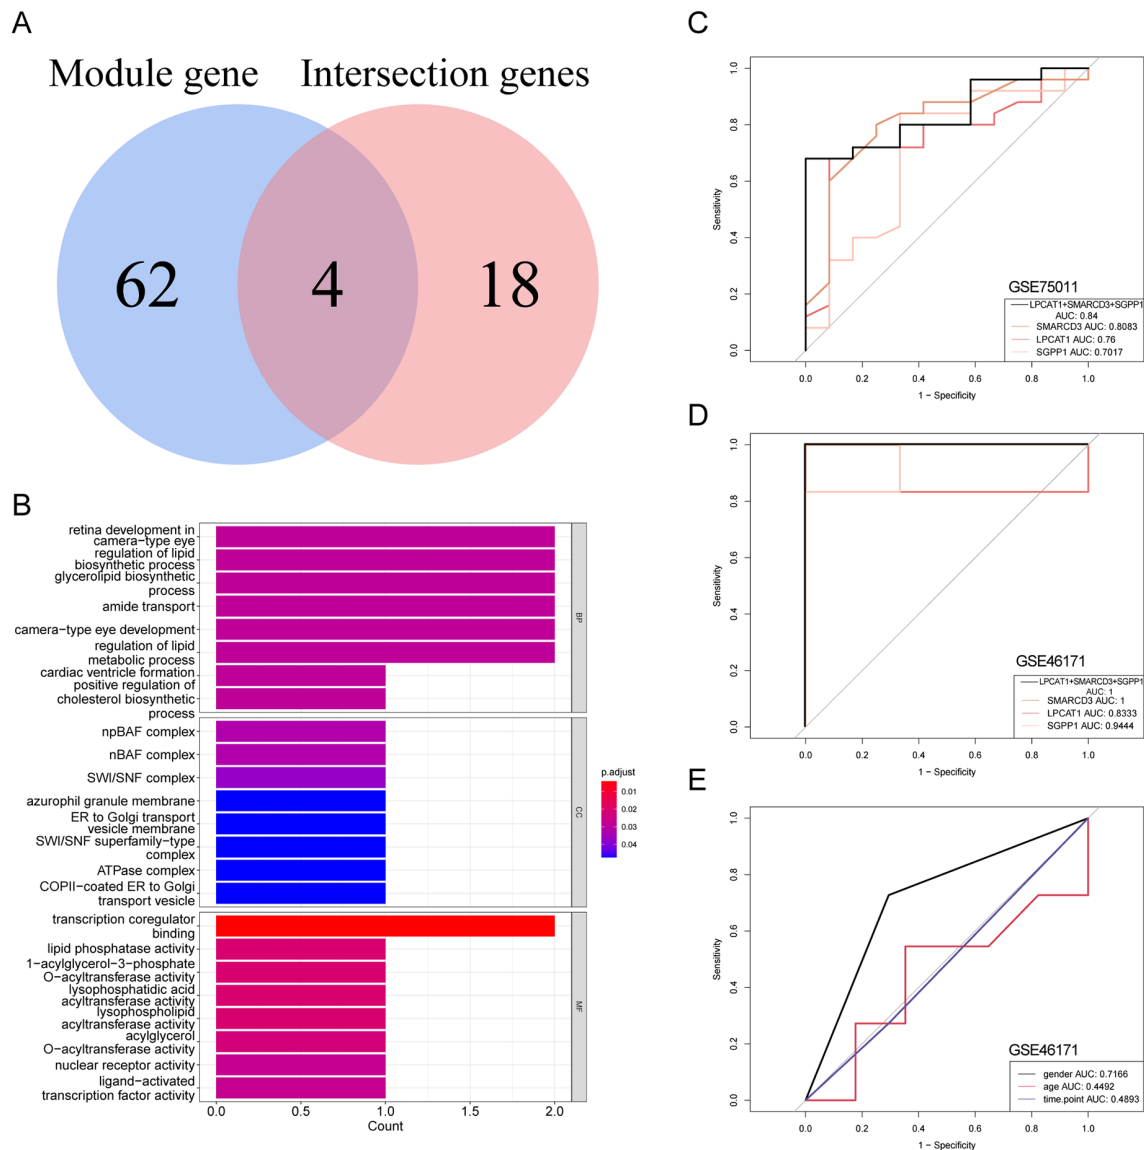 A
Module gene
Intersection genes
62
4
18
B
retina development in
camera-type eye
regulation of lipid
biosynthetic process
glycerolipid biosynthetic
process
amide transport
camera-type eye development
regulation of lipid
metabolic process
cardiac ventricle formation
positive regulation of
cholesterol biosynthetic
process
npBAF complex
nBAF complex
SWI/SNF complex
azurophil granule membrane
ER to Golgi transport
vesicle membrane
SWI/SNF superfamily-type
complex
ATPase complex
COPII-coated ER to Golgi
transport vesicle
transcription coregulator
binding
lipid phosphatase activity
1-acylglycerol-3-phosphate
O-acyltransferase activity
lysophosphatidic acid
acyltransferase activity
lysophospholipid
acyltransferase activity
acylglycerol
O-acyltransferase activity
nuclear receptor activity
ligand-activated
transcription factor activity
BP
CC
MF
0.0 0.5 1.0 1.5 2.0
Count
p.adjust
0.01
0.02
0.03
0.04
C
Sensitivity
1.0
0.8
0.6
0.4
0.2
0.0
GSE75011
LPCAT1+SMARCD3+SGPP1
AUC: 0.84
SMARCD3 AUC: 0.8083
LPCAT1 AUC: 0.76
SGPP1 AUC: 0.7017
0.0 0.2 0.4 0.6 0.8 1.0
1 - Specificity
D
Sensitivity
1.0
0.8
0.6
0.4
0.2
0.0
GSE46171
LPCAT1+SMARCD3+SGPP1
AUC: 1
SMARCD3 AUC: 1
LPCAT1 AUC: 0.8333
SGPP1 AUC: 0.9444
0.0 0.2 0.4 0.6 0.8 1.0
1 - Specificity
E
Sensitivity
1.0
0.8
0.6
0.4
0.2
0.0
GSE46171
gender AUC: 0.7166
age AUC: 0.4492
time.point AUC: 0.4893
0.0 0.2 0.4 0.6 0.8 1.0
1 - Specificity